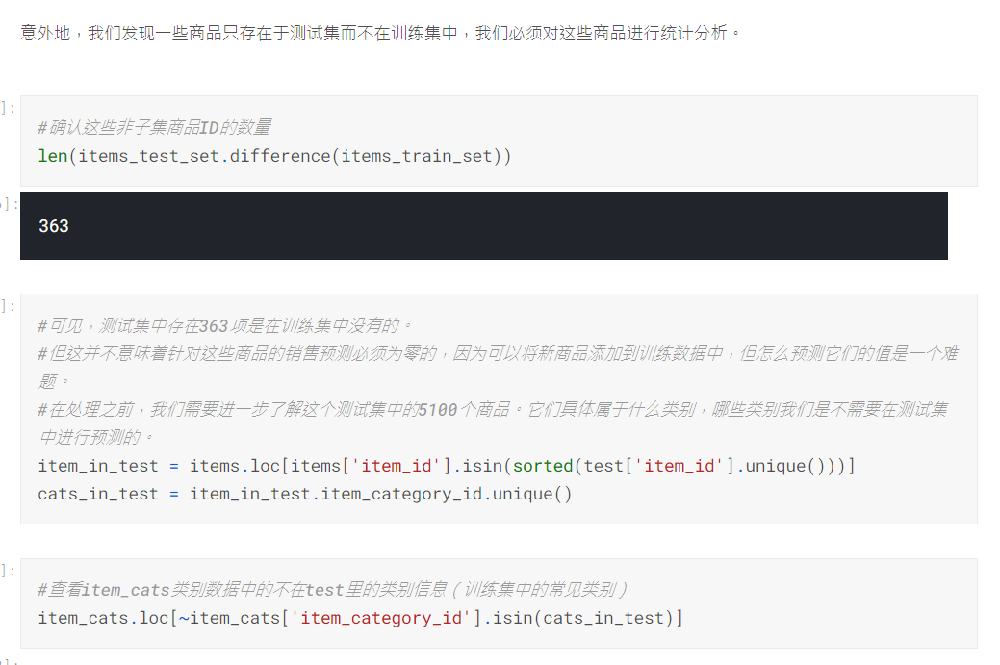 意外地，我们发现一些商品只存在于测试集而不在训练集中，我们必须对这些商品进行统计分析。
]:
#确认这些非子集商品ID的数量
len(items_test_set.difference(items_train_set))
]:
363
]:
#可见，测试集中存在363项是在训练集中没有的。
#但这并不意味着针对这些商品的销售预测必须为零的，因为可以将新商品添加到训练数据中，但怎么预测它们的值是一个难
题。
#在处理之前，我们需要进一步了解这个测试集中的5100个商品。它们具体属于什么类别，哪些类别我们是不需要在测试集
中进行预测的。
item_in_test = items.loc[items['item_id'].isin(sorted(test['item_id'].unique()))]
cats_in_test = item_in_test.item_category_id.unique()
]:
#查看item_cats类别数据中的不在test里的类别信息（训练集中的常见类别）
item_cats.loc[~item_cats['item_category_id'].isin(cats_in_test)]